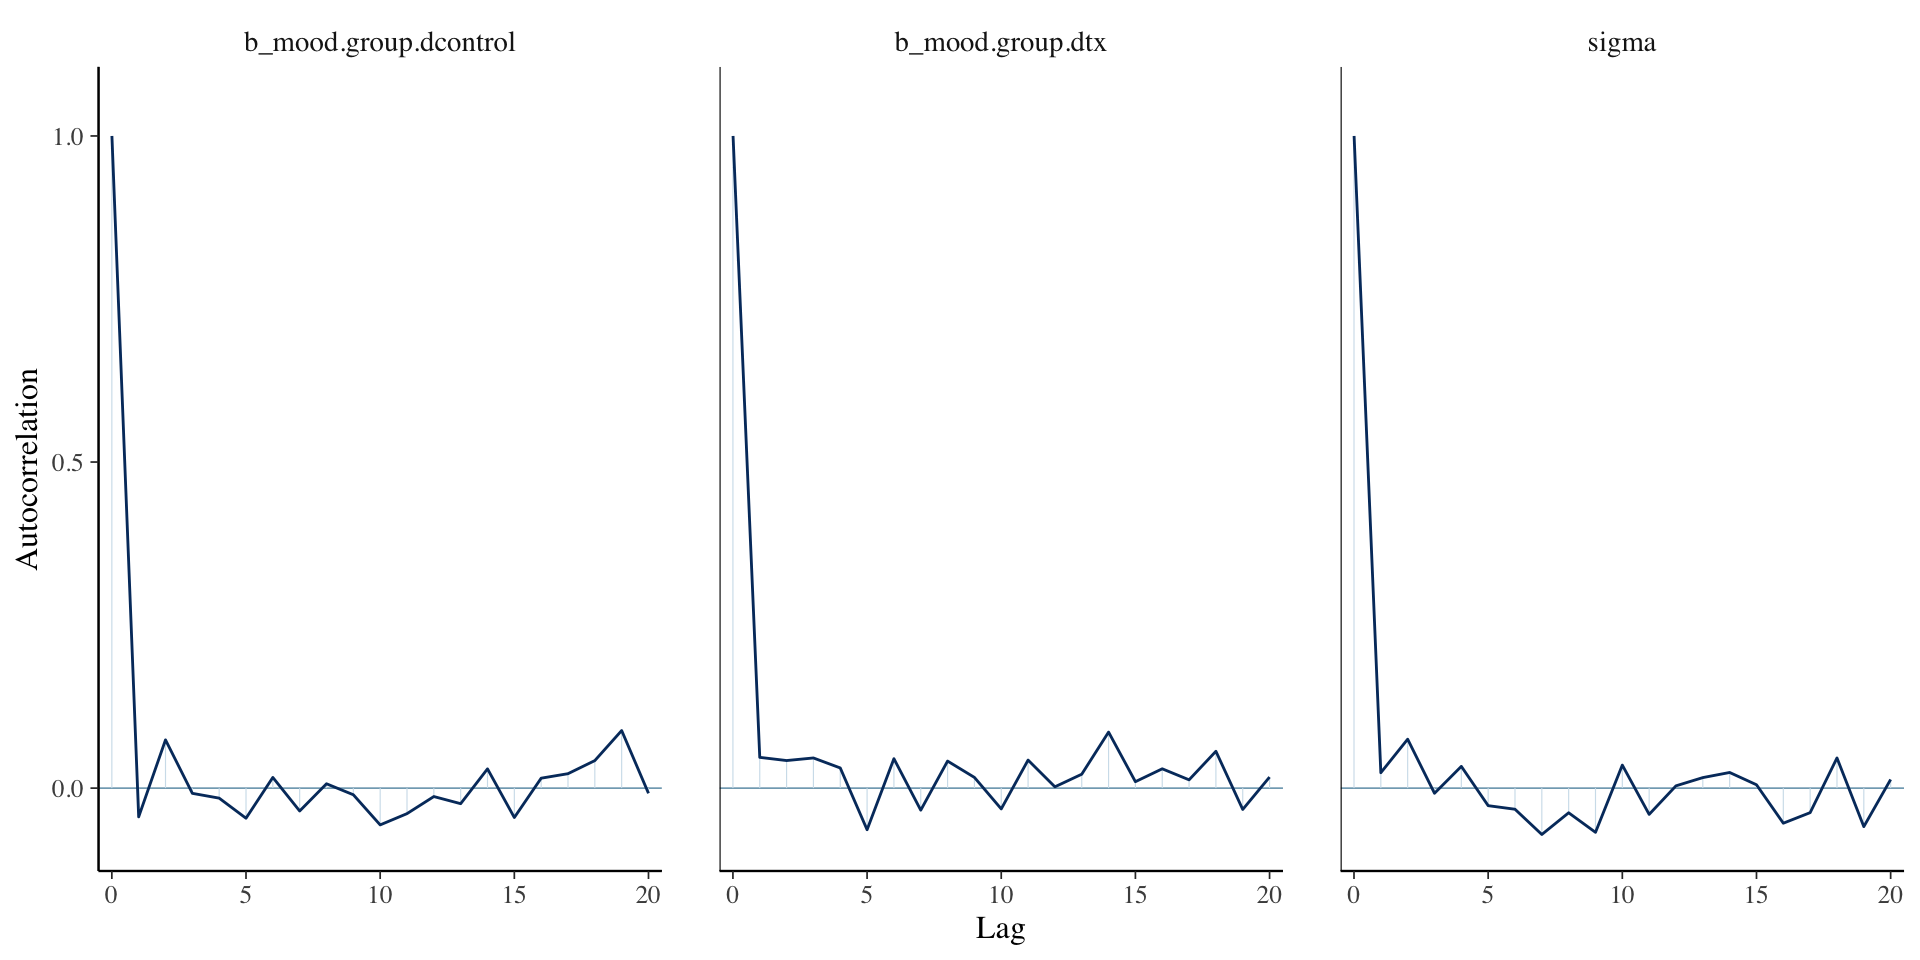 b_mood.group.dcontrol b_mood.group.dtx sigma
1.0
0.5
0.0
Autocorrelation
0 5 10 15 20 0 5 10 15 20 0 5 10 15 20
Lag